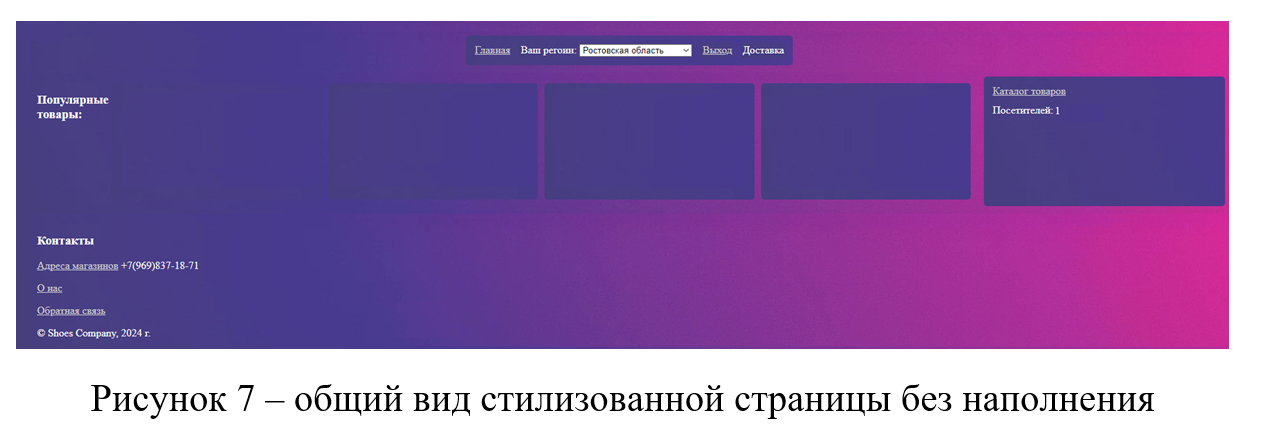 Главная Ваш регоин: Ростовская область Выход Доставка
Популярные
товары:
Каталог товаров
Посетителей: 1
Контакты
Адреса магазинов +7(969)837-18-71
О нас
Обратная связь
© Shoes Company, 2024 г.
Рисунок 7 – общий вид стилизованной страницы без наполнения